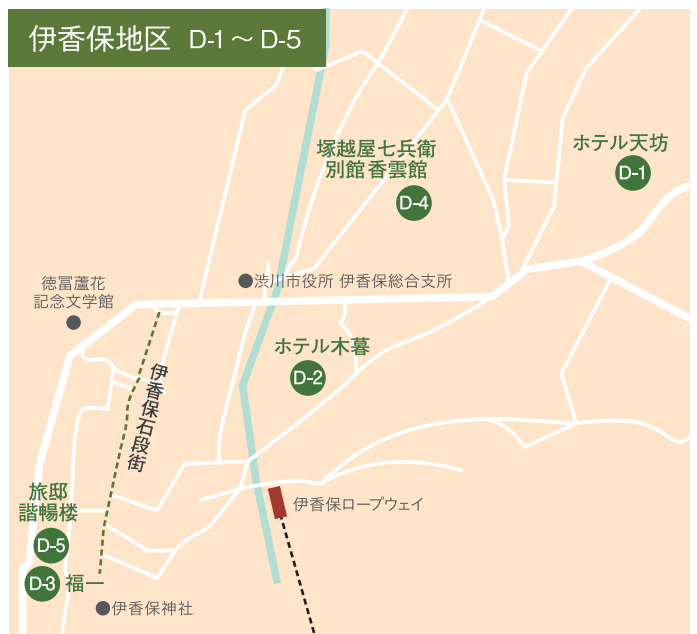 伊香保地区 D-1～D-5
ホテル天坊
D-1
塚越屋七兵衛
別館 香雲館
D-4
渋川市役所 伊香保総合支所
徳冨蘆花
記念文学館
ホテル木暮
D-2
伊香保石段街
旅邸
諧暢楼
D-5
D-3 福一
伊香保ロープウェイ
伊香保神社